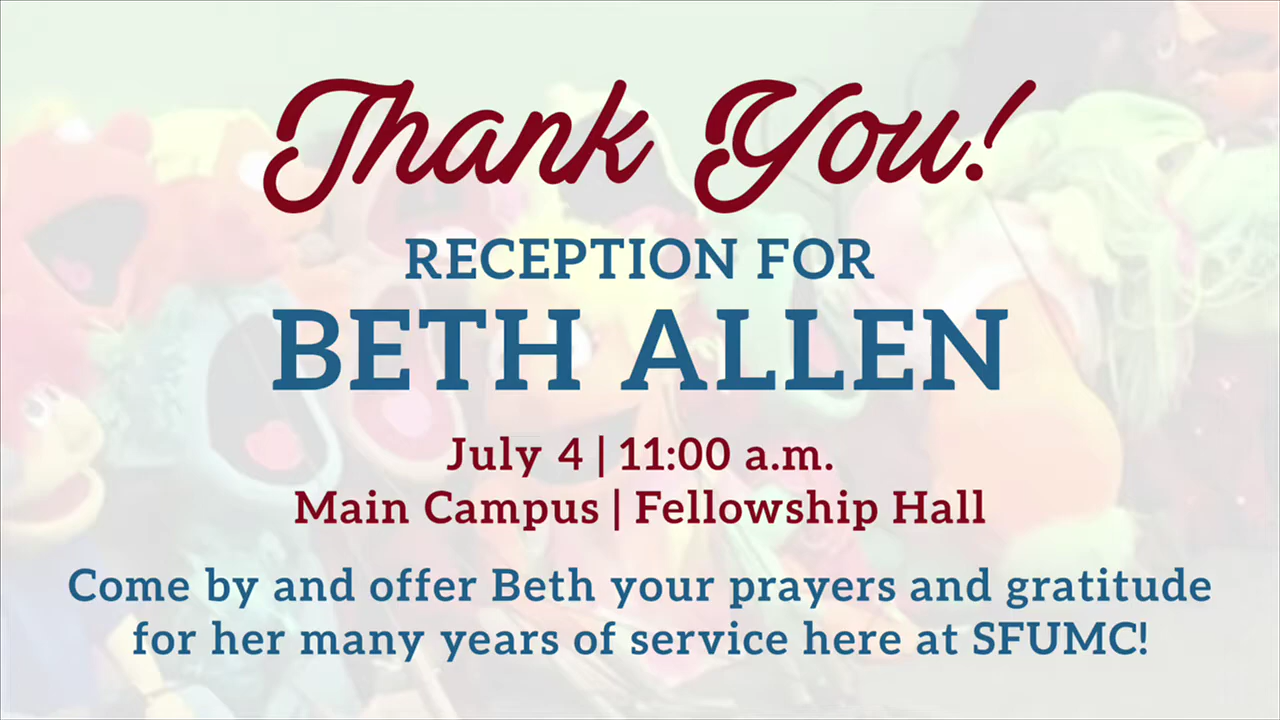 Thank You!
RECEPTION FOR
BETH ALLEN
July 4 | 11:00 a.m.
Main Campus | Fellowship Hall
Come by and offer Beth your prayers and gratitude
for her many years of service here at SFUMC!